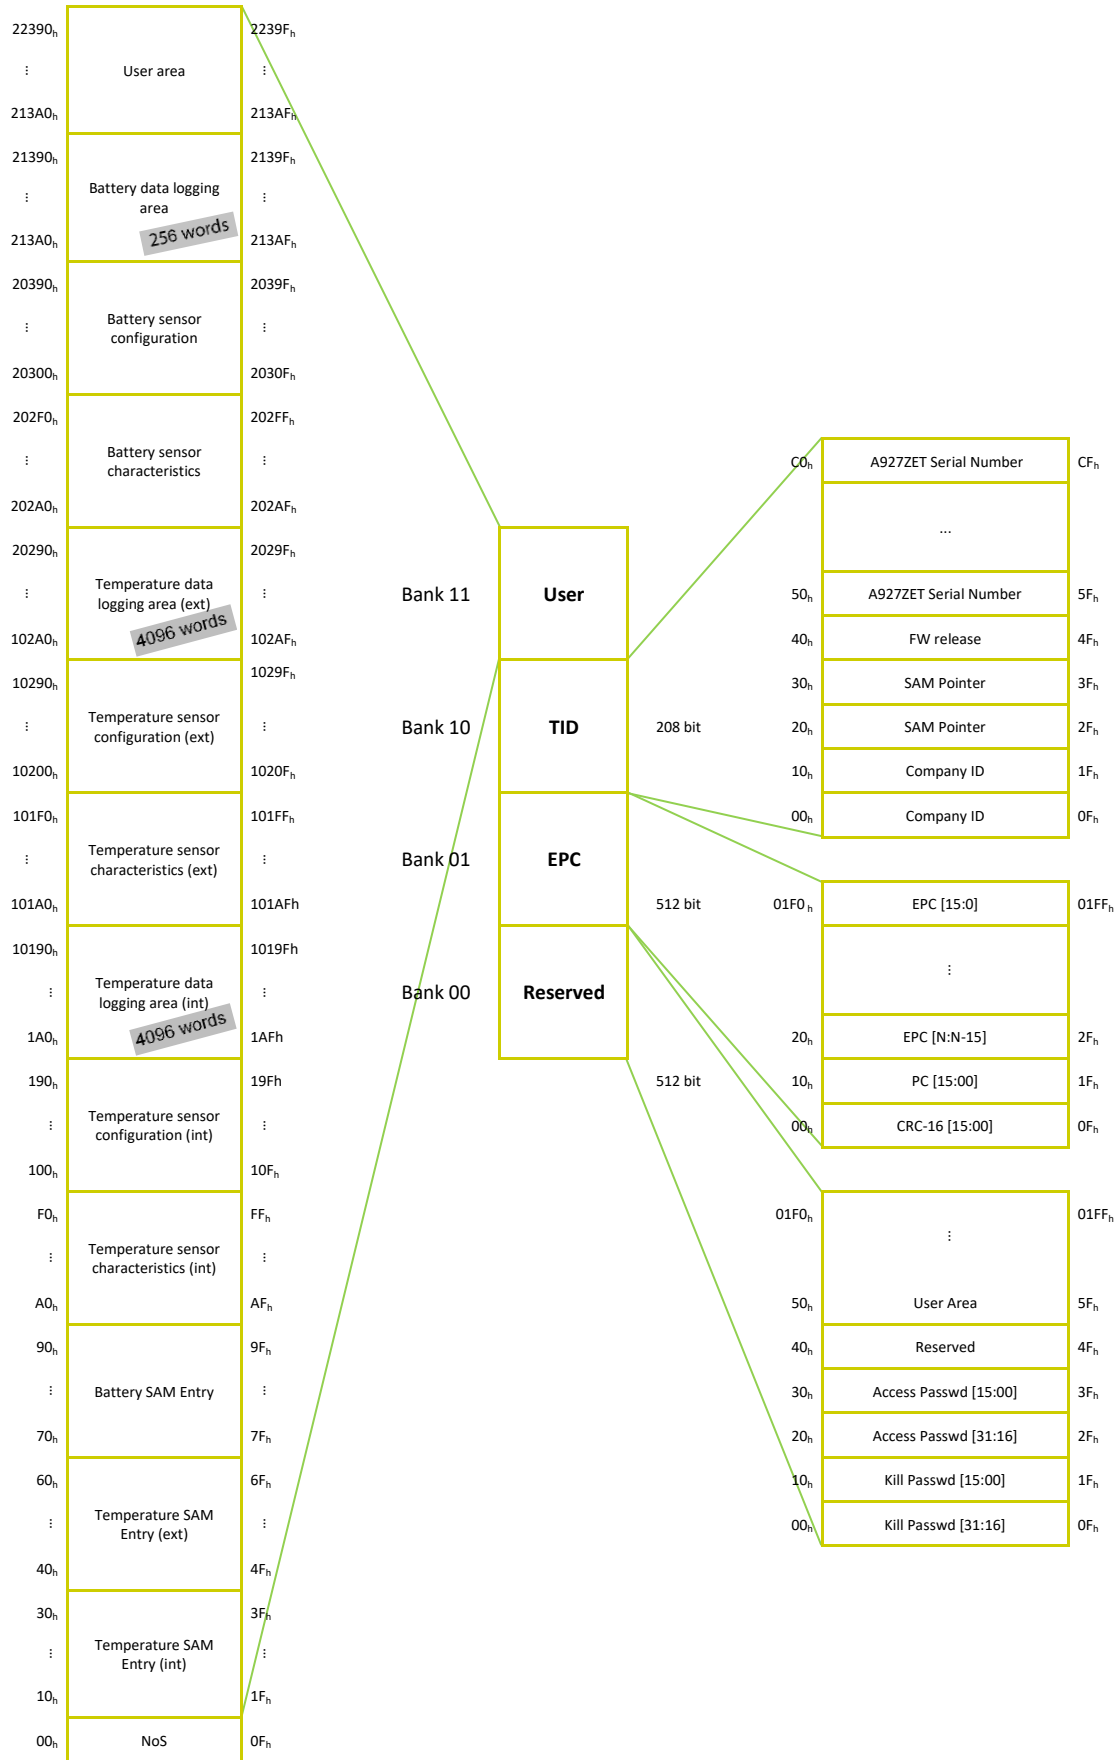 22390h 2239Fh
⋮ User area ⋮
213A0h 213AFh
21390h 2139Fh
Battery data logging
⋮ area ⋮
256 words
213A0h 213AFh
20390h 2039Fh
Battery sensor
⋮ configuration ⋮
20300h 2030Fh
202F0h 202FFh
Battery sensor
⋮ characteristics ⋮
202A0h 202AFh
20290h 2029Fh
Temperature data
⋮ logging area (ext) ⋮
4096 words
102A0h 102AFh
10290h 1029Fh
Temperature sensor
⋮ configuration (ext) ⋮
10200h 1020Fh
101F0h 101FFh
Temperature sensor
⋮ characteristics (ext) ⋮
101A0h 101AFh
10190h 1019Fh
Temperature data
⋮ logging area (int) ⋮
4096 words
1A0h 1AFh
190h 19Fh
Temperature sensor
⋮ configuration (int) ⋮
100h 10Fh
F0h FFh
Temperature sensor
⋮ characteristics (int) ⋮
A0h AFh
90h 9Fh
⋮ Battery SAM Entry ⋮
70h 7Fh
60h 6Fh
Temperature SAM
⋮ Entry (ext) ⋮
40h 4Fh
30h 3Fh
Temperature SAM
⋮ Entry (int) ⋮
10h 1Fh
00h NoS 0Fh
Bank 11 User
Bank 10 TID 208 bit
Bank 01 EPC
512 bit
Bank 00 Reserved
512 bit
C0h A927ZET Serial Number CFh
...
50h A927ZET Serial Number 5Fh
40h FW release 4Fh
30h SAM Pointer 3Fh
20h SAM Pointer 2Fh
10h Company ID 1Fh
00h Company ID 0Fh
01F0 h EPC [15:0] 01FFh
⋮
20h EPC [N:N-15] 2Fh
10h PC [15:00] 1Fh
00h CRC-16 [15:00] 0Fh
01F0h 01FFh
⋮
50h User Area 5Fh
40h Reserved 4Fh
30h Access Passwd [15:00] 3Fh
20h Access Passwd [31:16] 2Fh
10h Kill Passwd [15:00] 1Fh
00h Kill Passwd [31:16] 0Fh